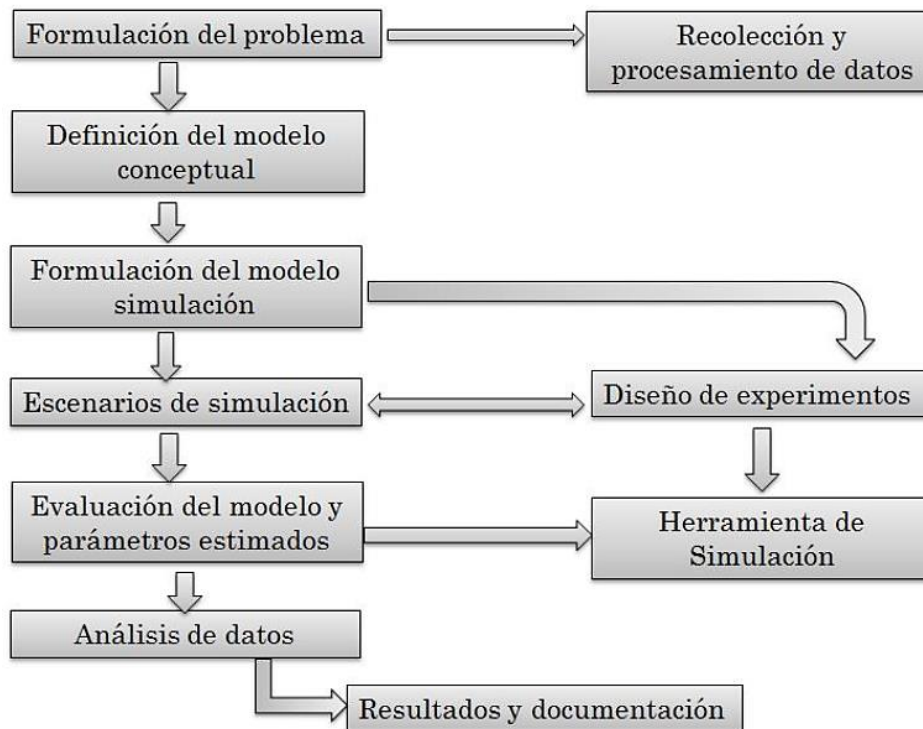 Formulación del problema
Recolección y
procesamiento de datos
Definición del modelo
conceptual
Formulación del modelo
simulación
Escenarios de simulación
Diseño de experimentos
Evaluación del modelo y
parámetros estimados
Herramienta de
Simulación
Análisis de datos
Resultados y documentación